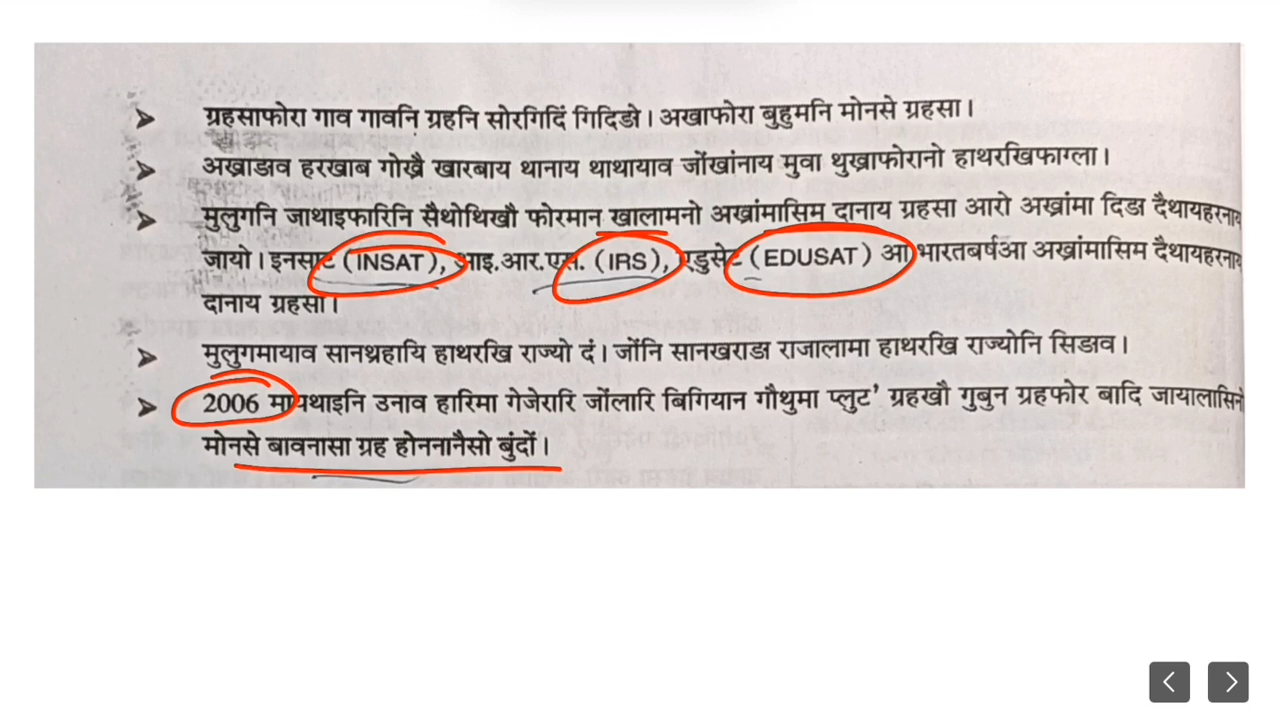 ➤ ग्रहसाफोरा गाव गावनि ग्रहनि सोरगिदिं गिदिङो। अखाफोरा बुहुमनि मोनसे ग्रहसा।
➤ अख्राङाव हरखाब गोख्रै खारबाय थानाय थाथायाव जोंखांनाय मुवा थुख्राफोरानो हाथरखिफाग्ला।
➤ मुलुगनि जाथाइफारिनि सैथोथिखौ फोरमान खालामनो अख्रांमासिम दानाय ग्रहसा आरो अख्रांमा दिङा दैथायहरनाय
जायो। इनसाट (INSAT), आइ.आर.एस. (IRS), एडुसेट (EDUSAT) आ भारतबर्षआ अख्रांमासिम दैथायहरनाय
दानाय ग्रहसा।
➤ मुलुगमायाव सानथ्रहायि हाथरखि राज्यो दं। जोंनि सानखराङा राजालामा हाथरखि राज्योनि सिङाव।
➤ 2006 मायथाइनि उनाव हारिमा गेजेरारि जोंलारि बिगियान गौथुमा प्लुट’ ग्रहखौ गुबुन ग्रहफोर बादि जायालासिनो
मोनसे बावनासा ग्रह होननानैसो बुंदों।